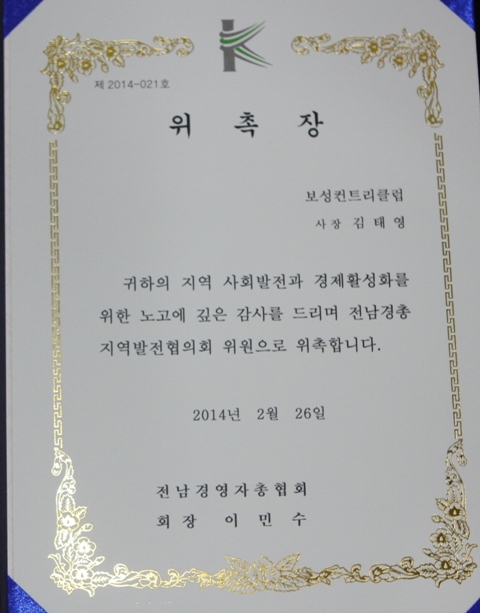 제 2014-021호
위 촉 장
보성컨트리클럽
사장 김 태 영
귀하의 지역 사회발전과 경제활성화를
위한 노고에 깊은 감사를 드리며 전남경총
지역발전협의회 위원으로 위촉합니다.
2014년 2월 26일
전남경영자총협회
회장 이 민 수